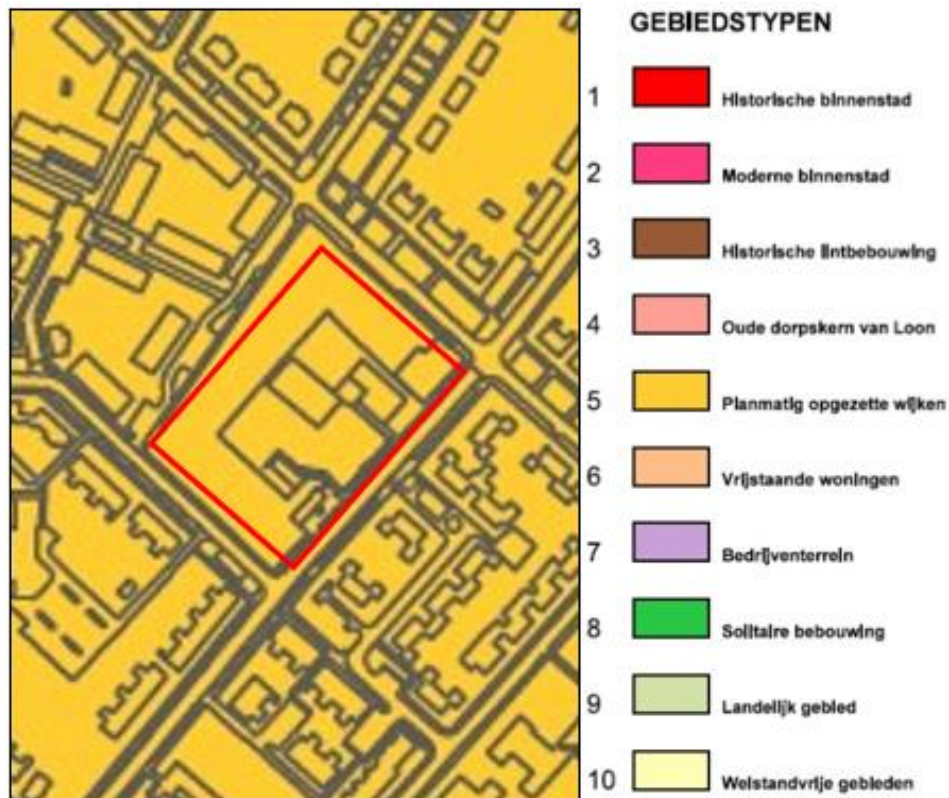 GEBIEDSTYPEN
1 Historische binnenstad
2 Moderne binnenstad
3 Historische lintbebouwing
4 Oude dorpskern van Loon
5 Planmatig opgezette wijken
6 Vrijstaande woningen
7 Bedrijventerrein
8 Solitaire bebouwing
9 Landelijk gebied
10 Welstandvrije gebieden